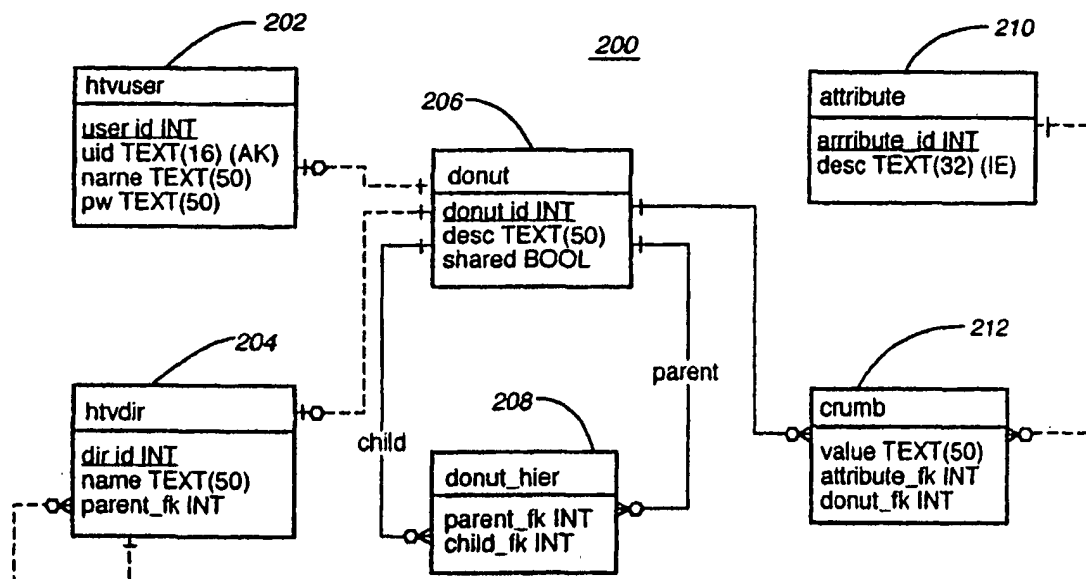 202
200
210
htvuser
user id INT
uid TEXT(16) (AK)
name TEXT(50)
pw TEXT(50)
206
donut
donut id INT
desc TEXT(50)
shared BOOL
attribute
arrribute_id INT
desc TEXT(32) (IE)
204
htvdir
dir id INT
name TEXT(50)
parent_fk INT
child
parent
208
donut_hier
parent_fk INT
child_fk INT
212
crumb
value TEXT(50)
attribute_fk INT
donut_fk INT